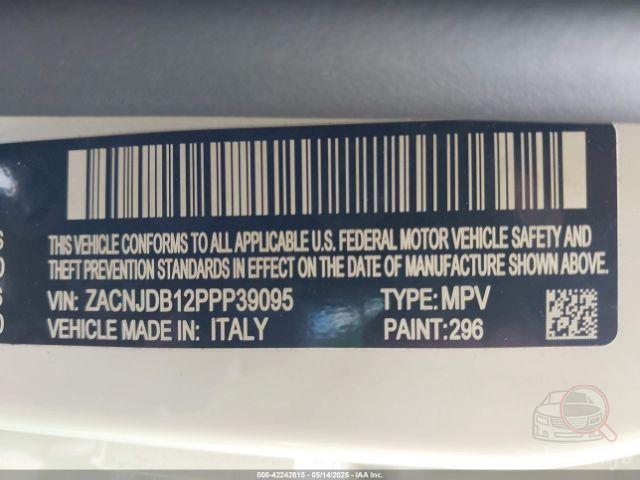 THIS VEHICLE CONFORMS TO ALL APPLICABLE U.S. FEDERAL MOTOR VEHICLE SAFETY AND
THEFT PREVENTION STANDARDS IN EFFECT ON THE DATE OF MANUFACTURE SHOWN ABOVE.
VIN: ZACNJDB12PPP39095 TYPE: MPV
VEHICLE MADE IN: ITALY PAINT: 296
000-42242615 - 05/14/2025 - IAA Inc.